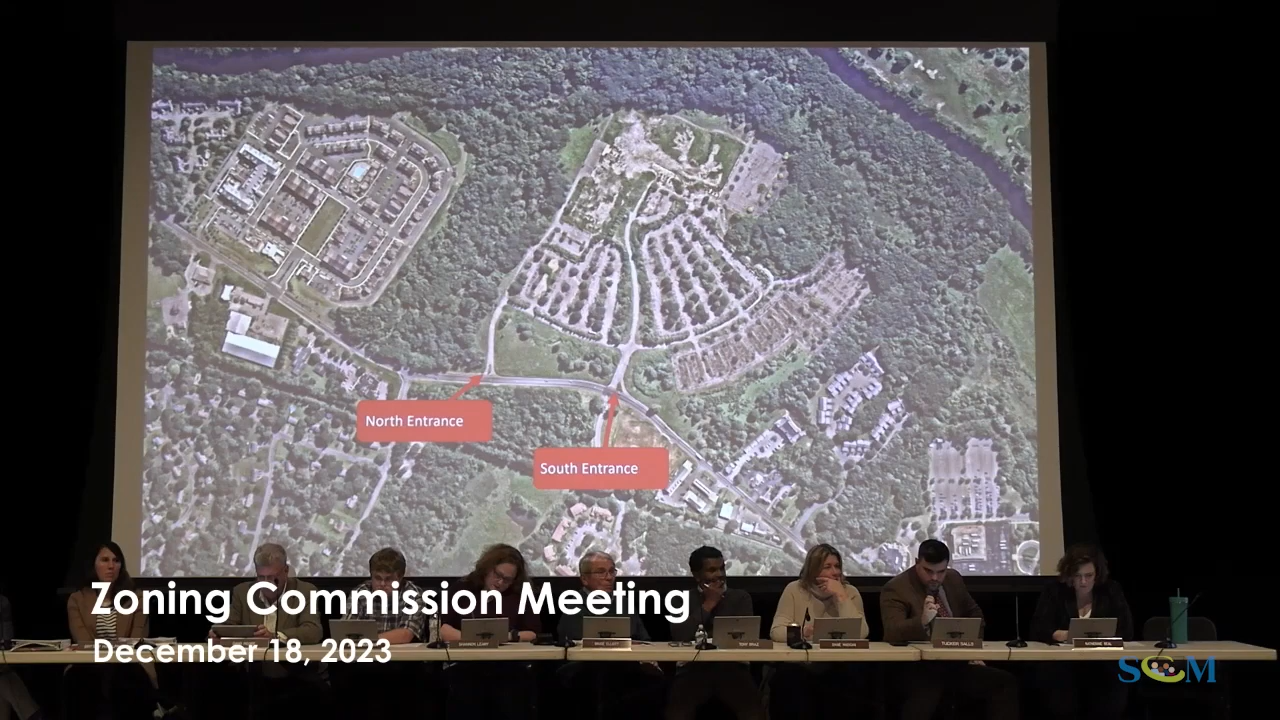 North Entrance
South Entrance
Zoning Commission Meeting
December 18, 2023
SCM